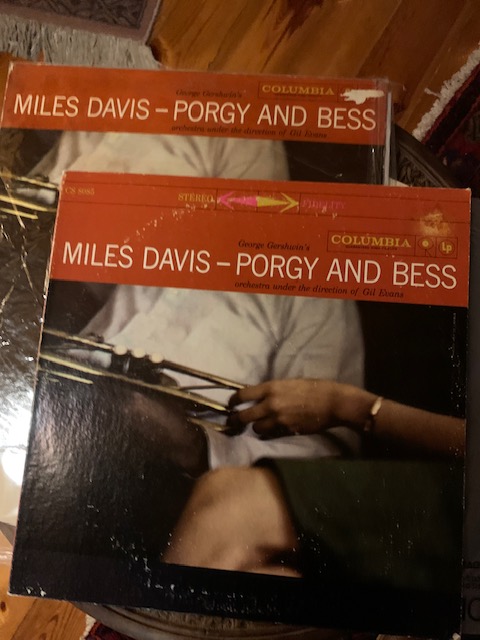 George Gershwin's
COLUMBIA
MILES DAVIS – PORGY AND BESS
orchestra under the direction of Gil Evans
CS 8085
STEREO FIDELITY
George Gershwin's
COLUMBIA Lp
MILES DAVIS – PORGY AND BESS
orchestra under the direction of Gil Evans